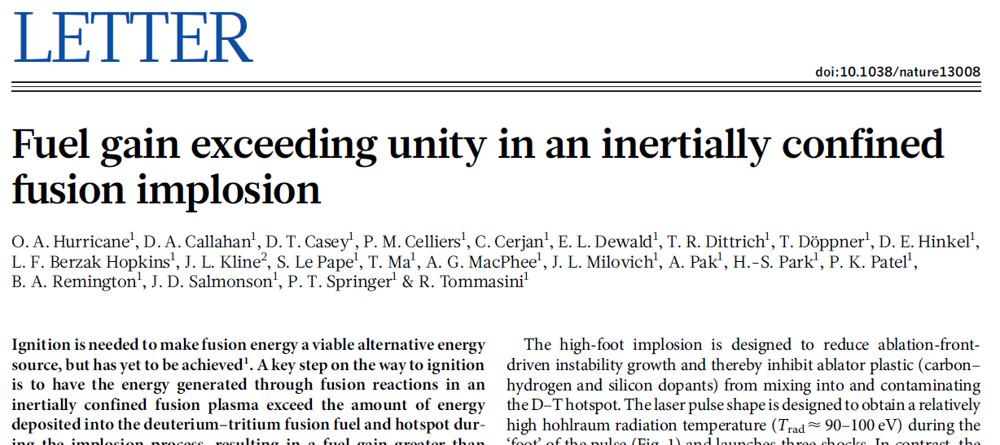 LETTER
doi:10.1038/nature13008
Fuel gain exceeding unity in an inertially confined
fusion implosion
O. A. Hurricane¹, D. A. Callahan¹, D. T. Casey¹, P. M. Celliers¹, C. Cerjan¹, E. L. Dewald¹, T. R. Dittrich¹, T. Döppner¹, D. E. Hinkel¹,
L. F. Berzak Hopkins¹, J. L. Kline², S. Le Pape¹, T. Ma¹, A. G. MacPhee¹, J. L. Milovich¹, A. Pak¹, H.-S. Park¹, P. K. Patel¹,
B. A. Remington¹, J. D. Salmonson¹, P. T. Springer¹ & R. Tommasini¹
Ignition is needed to make fusion energy a viable alternative energy
source, but has yet to be achieved¹. A key step on the way to ignition
is to have the energy generated through fusion reactions in an
inertially confined fusion plasma exceed the amount of energy
deposited into the deuterium–tritium fusion fuel and hotspot dur-
ing the implosion process, resulting in a fuel gain greater than
The high-foot implosion is designed to reduce ablation-front-
driven instability growth and thereby inhibit ablator plastic (carbon–
hydrogen and silicon dopants) from mixing into and contaminating
the D–T hotspot. The laser pulse shape is designed to obtain a relatively
high hohlraum radiation temperature (Trad ≈ 90–100 eV) during the
'foot' of the pulse (Fig. 1) and launches three shocks. In contrast, the